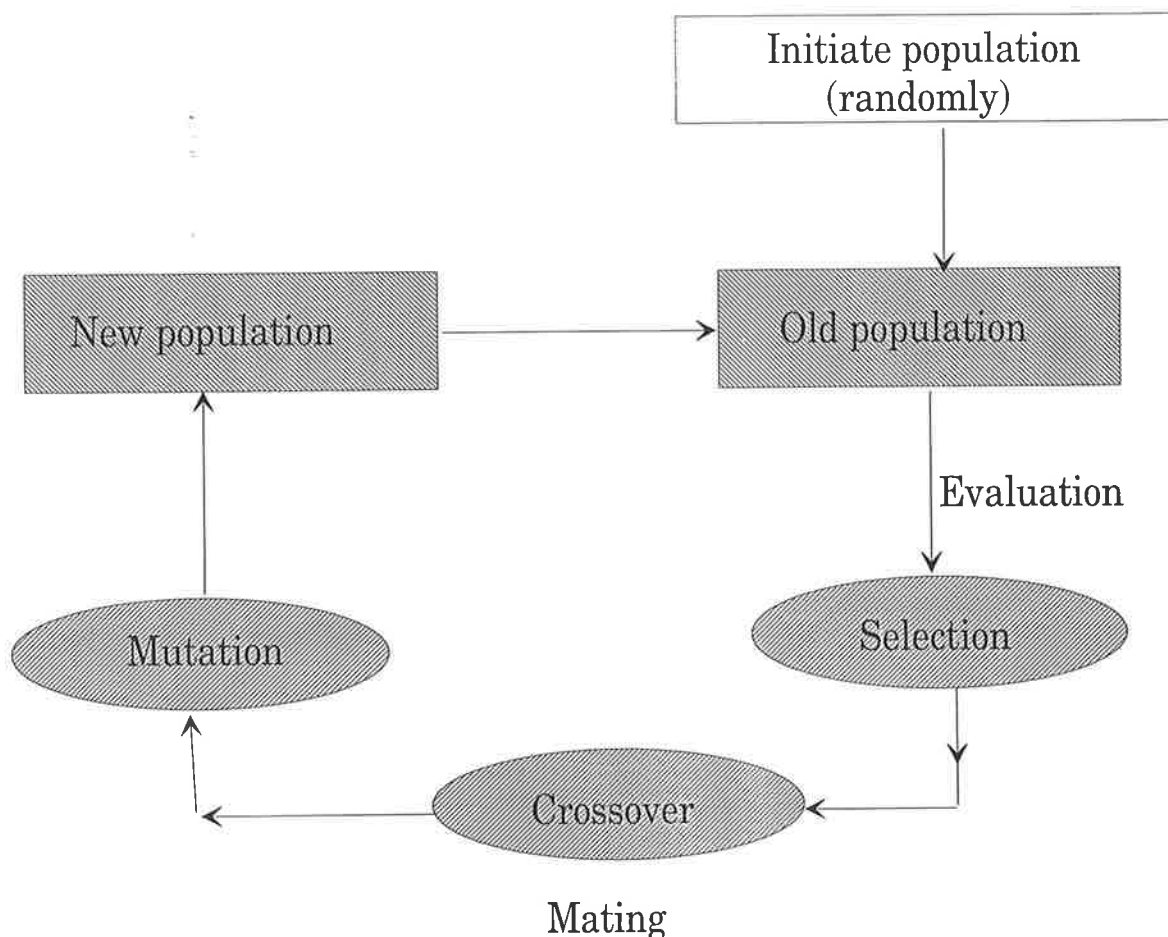 Initiate population
(randomly)
New population
Old population
Evaluation
Mutation
Selection
Crossover
Mating